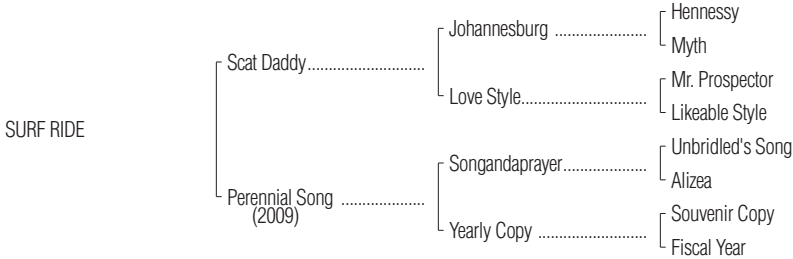 Hennessy
Johannesburg ........................
Myth
Scat Daddy..............................
Mr. Prospector
Love Style................................
Likeable Style
SURF RIDE
Unbridled's Song
Songandaprayer.....................
Alizea
Perennial Song .....................
(2009)
Souvenir Copy
Yearly Copy ...........................
Fiscal Year